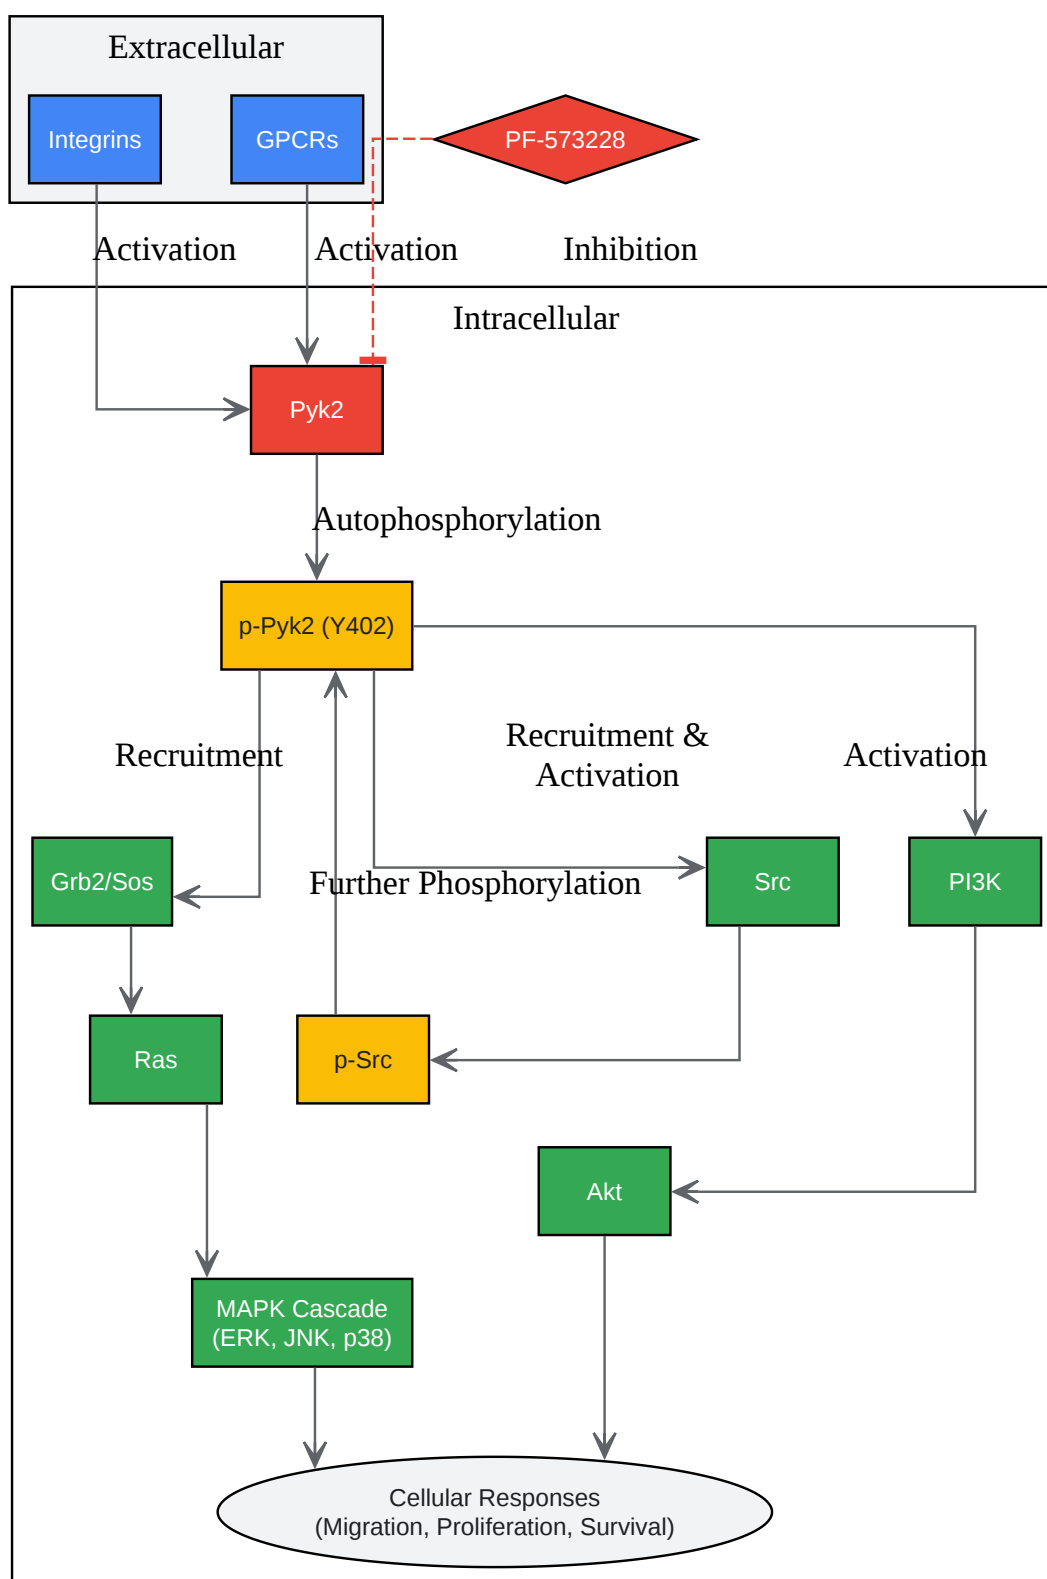 Extracellular
Integrins
GPCRs
PF-573228
Activation
Activation
Inhibition
Intracellular
Pyk2
Autophosphorylation
p-Pyk2 (Y402)
Recruitment
Recruitment &
Activation
Activation
Grb2/Sos
Further Phosphorylation
Src
PI3K
Ras
p-Src
Akt
MAPK Cascade
(ERK, JNK, p38)
Cellular Responses
(Migration, Proliferation, Survival)